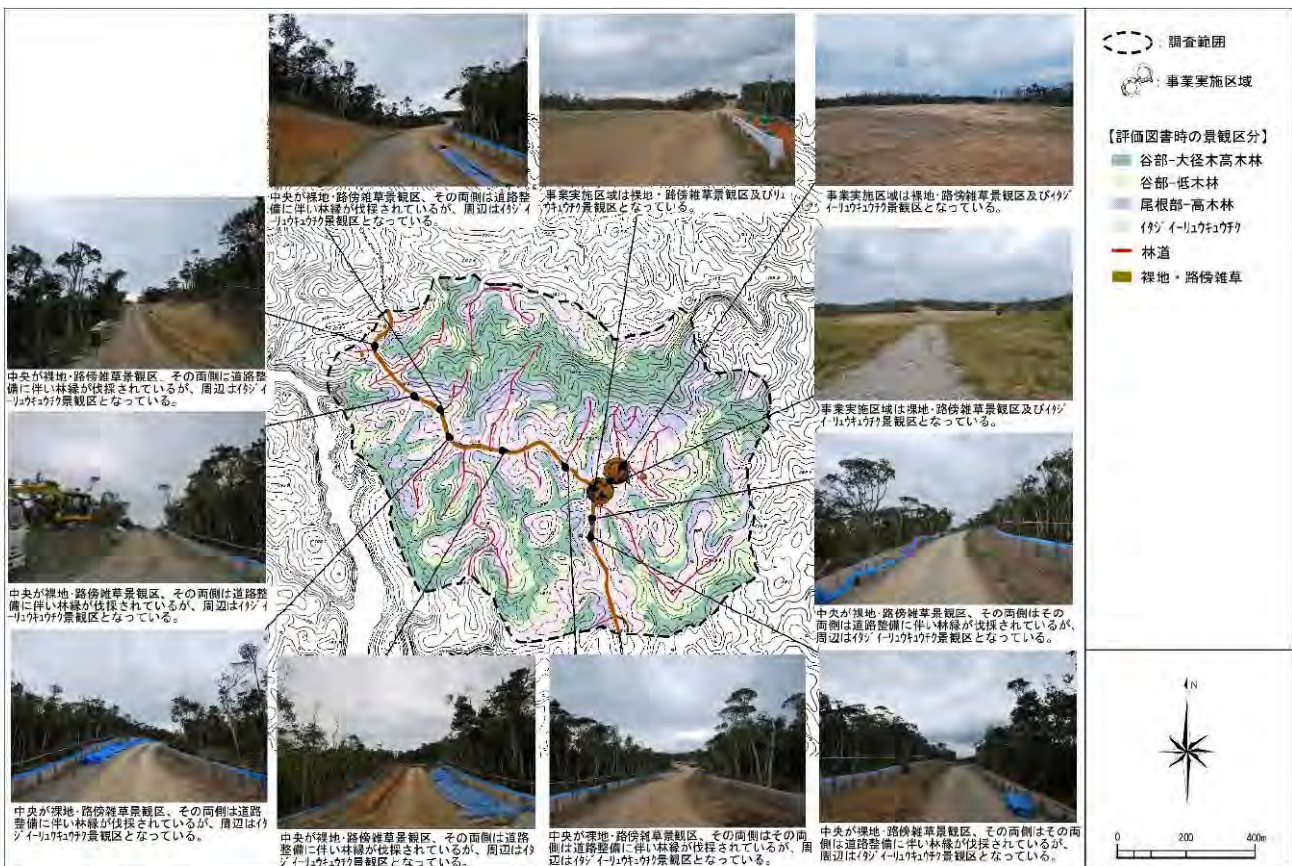 中央が裸地・路傍雑草景観区、その両側は道路整
備に伴い林縁が伐採されているが、周辺はイタジイ
ーリュウキュウチク景観区となっている。
事業実施区域は裸地・路傍雑草景観区及びリュ
ウキュウチク景観区となっている。
事業実施区域は裸地・路傍雑草景観区及びイタジ
イーリュウキュウチク景観区となっている。
中央が裸地・路傍雑草景観区、その両側に道路整
備に伴い林縁が伐採されているが、周辺はイタジイ
ーリュウキュウチク景観区となっている。
事業実施区域は裸地・路傍雑草景観区及びイタジ
イーリュウキュウチク景観区となっている。
中央が裸地・路傍雑草景観区、その両側は道路整
備に伴い林縁が伐採されているが、周辺はイタジイ
ーリュウキュウチク景観区となっている。
中央が裸地・路傍雑草景観区、その両側はその
両側は道路整備に伴い林縁が伐採されているが、
周辺はイタジイーリュウキュウチク景観区となっている。
中央が裸地・路傍雑草景観区、その両側は道路
整備に伴い林縁が伐採されているが、周辺はイタ
ジイーリュウキュウチク景観区となっている。
中央が裸地・路傍雑草景観区、その両側は道路
整備に伴い林縁が伐採されているが、周辺はイタ
ジイーリュウキュウチク景観区となっている。
中央が裸地・路傍雑草景観区、その両側はその両
側は道路整備に伴い林縁が伐採されているが、周
辺はイタジイーリュウキュウチク景観区となっている。
中央が裸地・路傍雑草景観区、その両側はその両
側は道路整備に伴い林縁が伐採されているが、
周辺はイタジイーリュウキュウチク景観区となっている。
：調査範囲
：事業実施区域
【評価図書時の景観区分】
谷部-大径木高木林
谷部-低木林
尾根部-高木林
イタジイーリュウキュウチク
林道
裸地・路傍雑草
N
0 200 400m